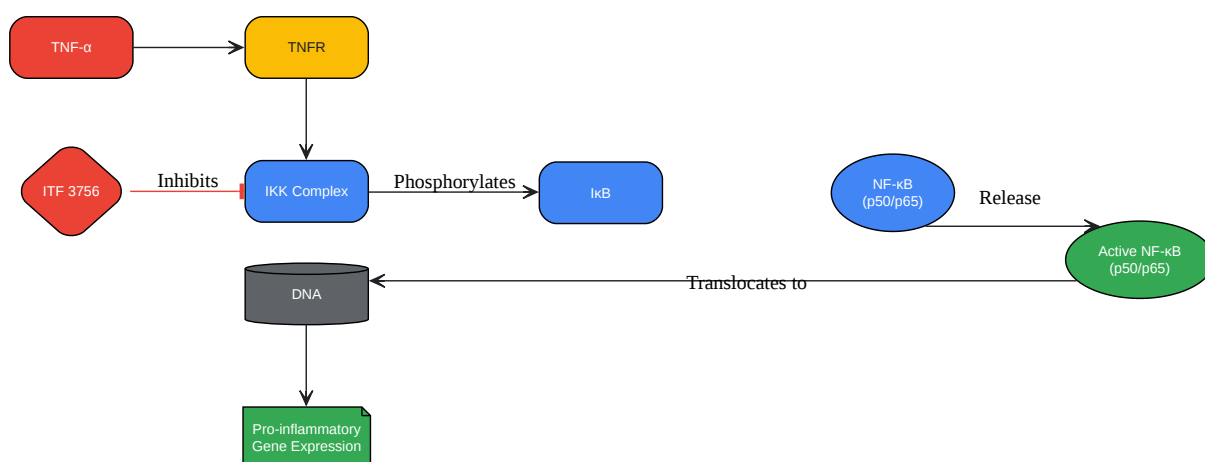 TNF-α
TNFR
ITF 3756
Inhibits
IKK Complex
Phosphorylates
IκB
NF-κB
(p50/p65)
Release
Active NF-κB
(p50/p65)
DNA
Translocates to
Pro-inflammatory
Gene Expression